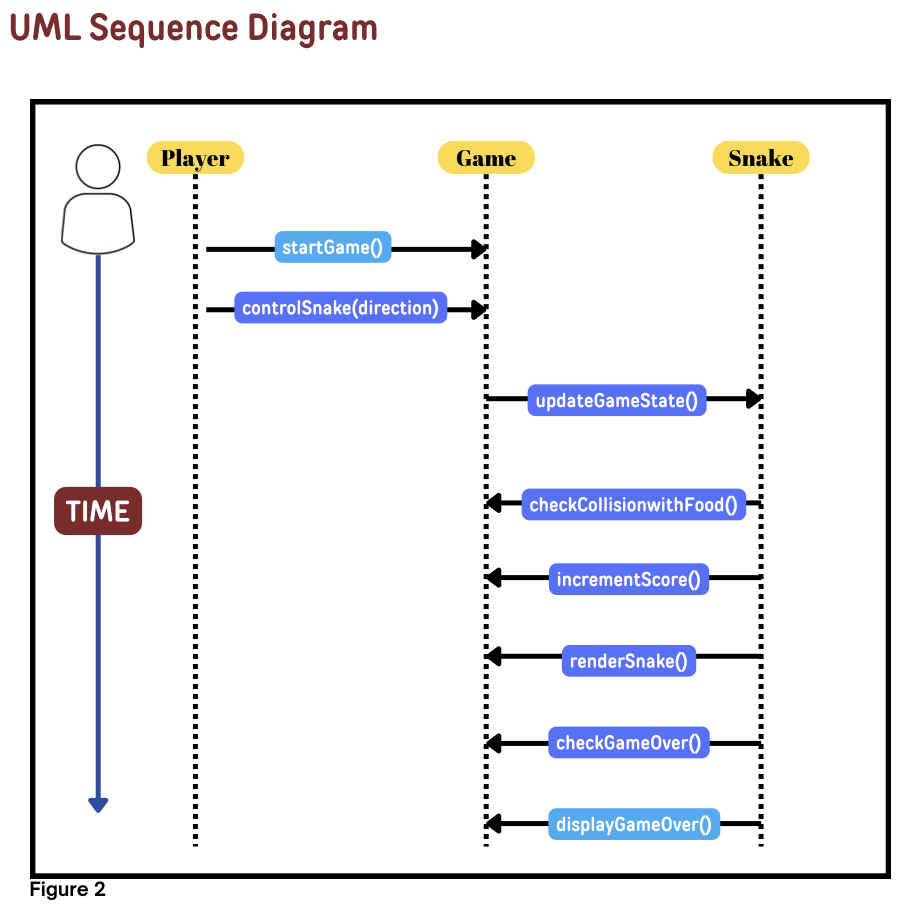 UML Sequence Diagram
Player
Game
Snake
startGame()
controlSnake(direction)
updateGameState()
checkCollisionwithFood()
TIME
incrementScore()
renderSnake()
checkGameOver()
displayGameOver()
Figure 2